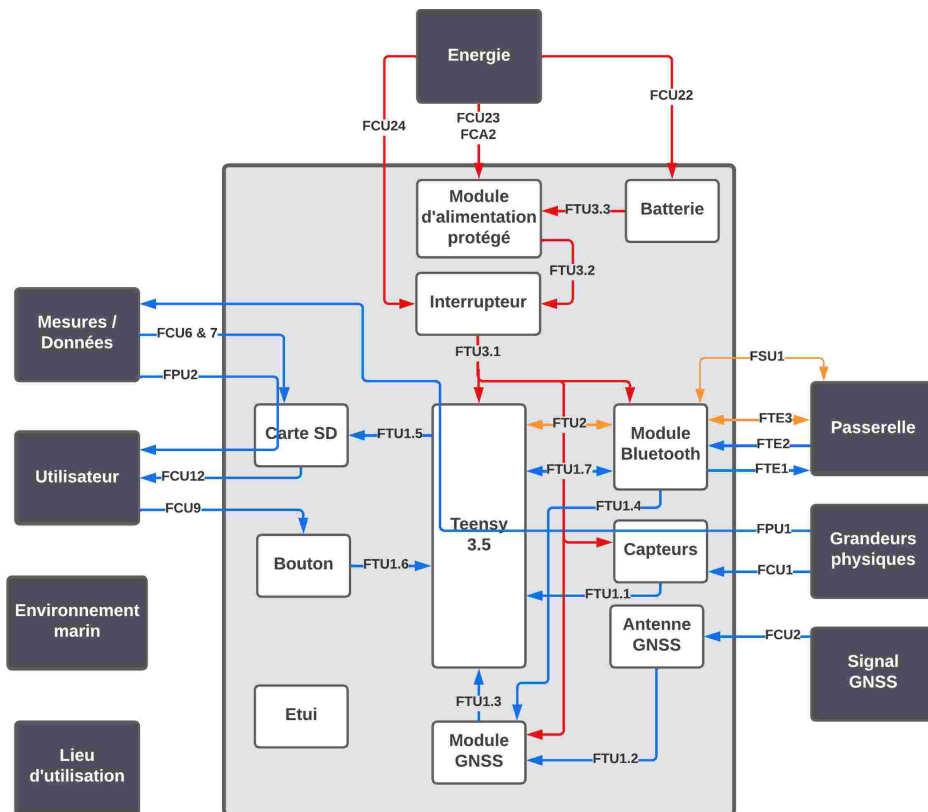 Energie
FCU22
FCU23
FCA2
FCU24
Module
d'alimentation
protégé
FTU3.3
Batterie
FTU3.2
Interrupteur
Mesures /
Données
FCU6 & 7
FTU3.1
FSU1
FPU2
Carte SD
FTU1.5
FTU2
Module
Bluetooth
FTE3
FTE2
FTE1
Passerelle
Utilisateur
FCU12
FTU1.7
FCU9
FTU1.4
Teensy
3.5
FPU1
Grandeurs
physiques
Bouton
FTU1.6
Capteurs
FCU1
FTU1.1
Environnement
marin
Antenne
GNSS
FCU2
Signal
GNSS
Etui
FTU1.3
Module
GNSS
FTU1.2
Lieu
d'utilisation